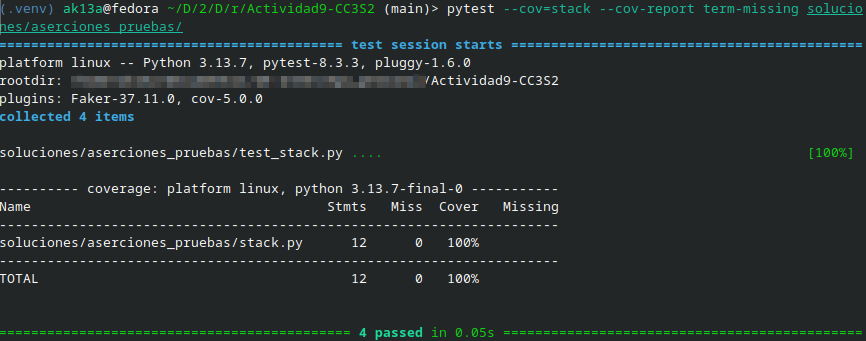 (.venv) ak13a@fedora ~/D/2/D/r/Actividad9-CC3S2 (main)> pytest --cov=stack --cov-report term-missing solucio
nes/aserciones_pruebas/
============================================ test session starts =============================================
platform linux -- Python 3.13.7, pytest-8.3.3, pluggy-1.6.0
rootdir: /Actividad9-CC3S2
plugins: Faker-37.11.0, cov-5.0.0
collected 4 items
soluciones/aserciones_pruebas/test_stack.py .... [100%]
---------- coverage: platform linux, python 3.13.7-final-0 -----------
Name Stmts Miss Cover Missing
----------------------------------------------------------------------
soluciones/aserciones_pruebas/stack.py 12 0 100%
----------------------------------------------------------------------
TOTAL 12 0 100%
============================================= 4 passed in 0.05s ==============================================